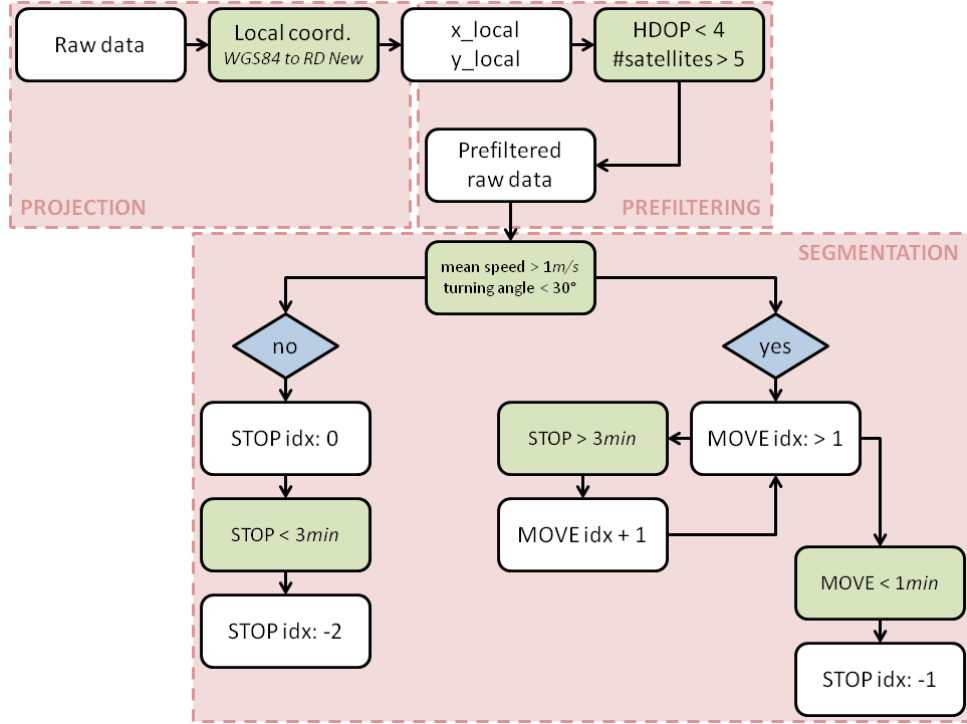 Raw data
Local coord.
WGS84 to RD New
x_local
y_local
HDOP < 4
#satellites > 5
Prefiltered
raw data
PROJECTION
PREFILTERING
SEGMENTATION
mean speed > 1m/s
turning angle < 30°
no
yes
STOP idx: 0
STOP > 3min
MOVE idx: > 1
STOP < 3min
MOVE idx + 1
MOVE < 1min
STOP idx: -2
STOP idx: -1